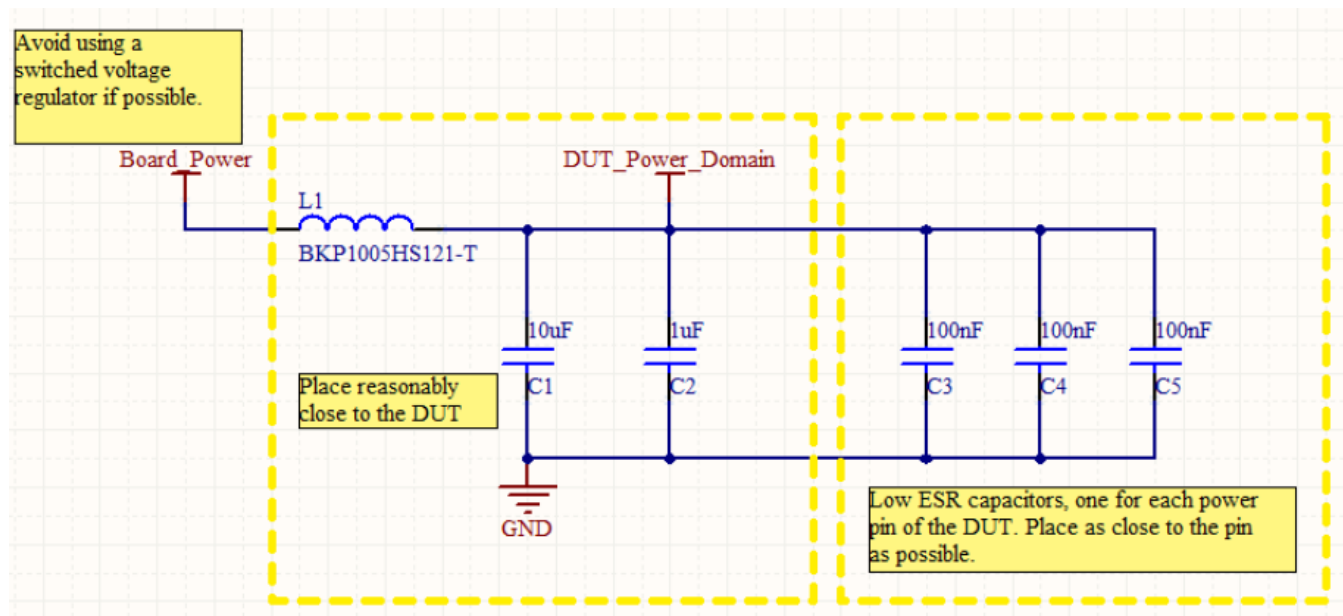 Avoid using a
switched voltage
regulator if possible.
Board_Power
DUT_Power_Domain
L1
BKP1005HS121-T
10uF
1uF
100nF
100nF
100nF
C1
C2
C3
C4
C5
Place reasonably
close to the DUT
GND
Low ESR capacitors, one for each power
pin of the DUT. Place as close to the pin
as possible.